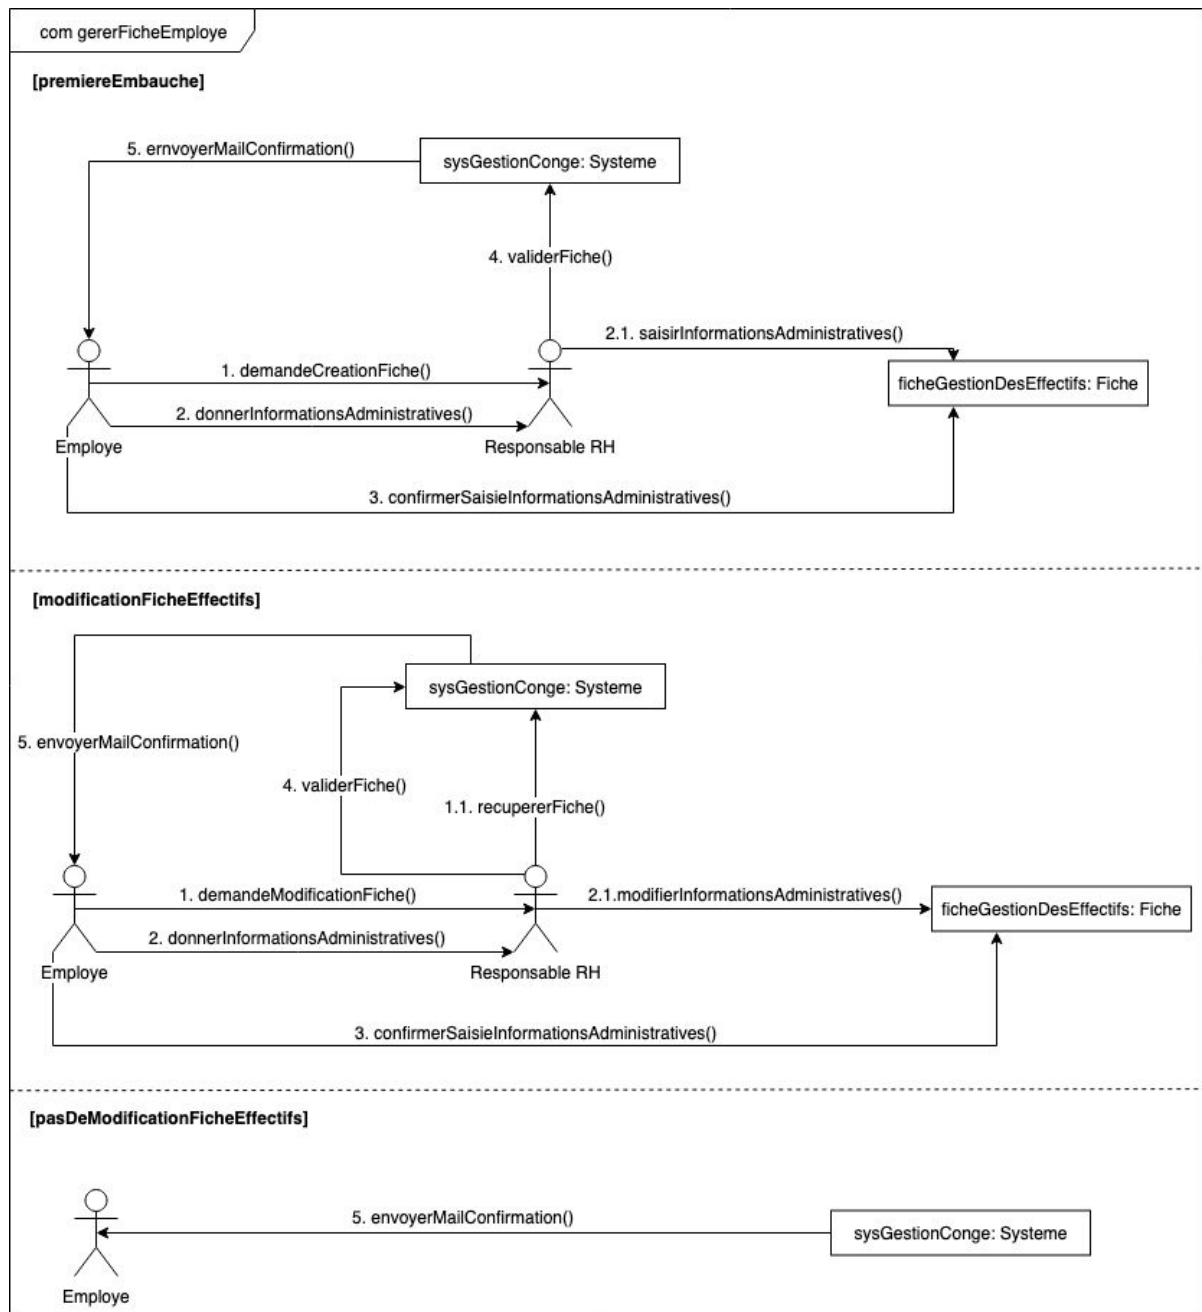 com gererFicheEmploye
[premiereEmbauche]
5. ernvoyerMailConfirmation()
sysGestionConge: Systeme
4. validerFiche()
2.1. saisirInformationsAdministratives()
1. demandeCreationFiche()
ficheGestionDesEffectifs: Fiche
2. donnerInformationsAdministratives()
Employe
Responsable RH
3. confirmerSaisieInformationsAdministratives()
[modificationFicheEffectifs]
sysGestionConge: Systeme
5. envoyerMailConfirmation()
4. validerFiche()
1.1. recupererFiche()
1. demandeModificationFiche()
2.1.modifierInformationsAdministratives()
ficheGestionDesEffectifs: Fiche
2. donnerInformationsAdministratives()
Employe
Responsable RH
3. confirmerSaisieInformationsAdministratives()
[pasDeModificationFicheEffectifs]
5. envoyerMailConfirmation()
sysGestionConge: Systeme
Employe